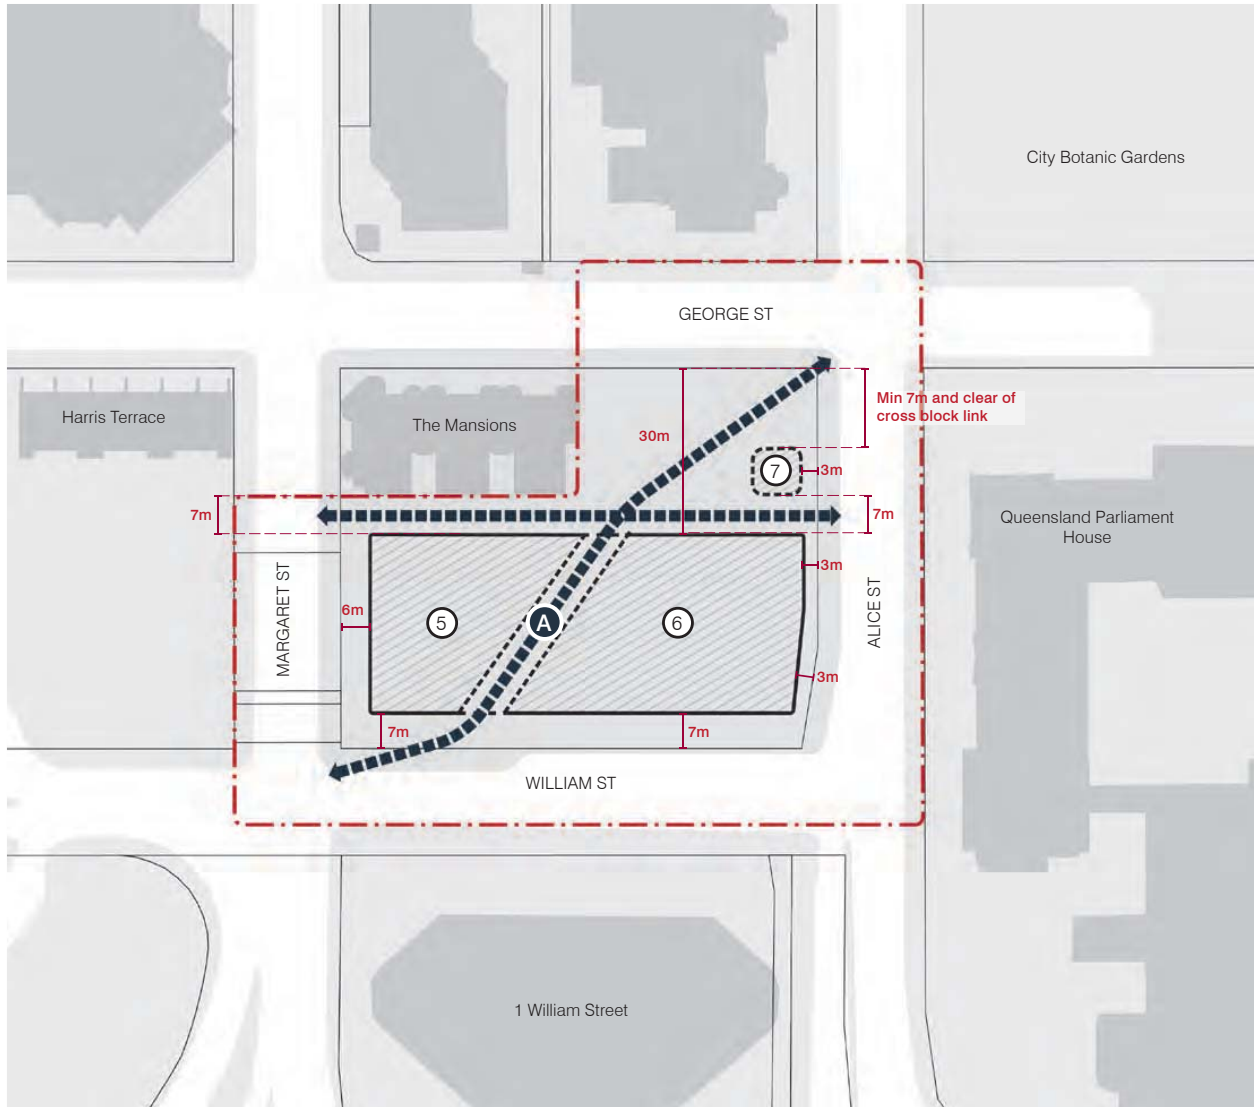 City Botanic Gardens
GEORGE ST
Min 7m and clear of
cross block link
Harris Terrace
The Mansions
30m
7
3m
7m
7m
Queensland Parliament
House
3m
MARGARET ST
6m
5
A
6
ALICE ST
3m
7m
7m
WILLIAM ST
1 William Street